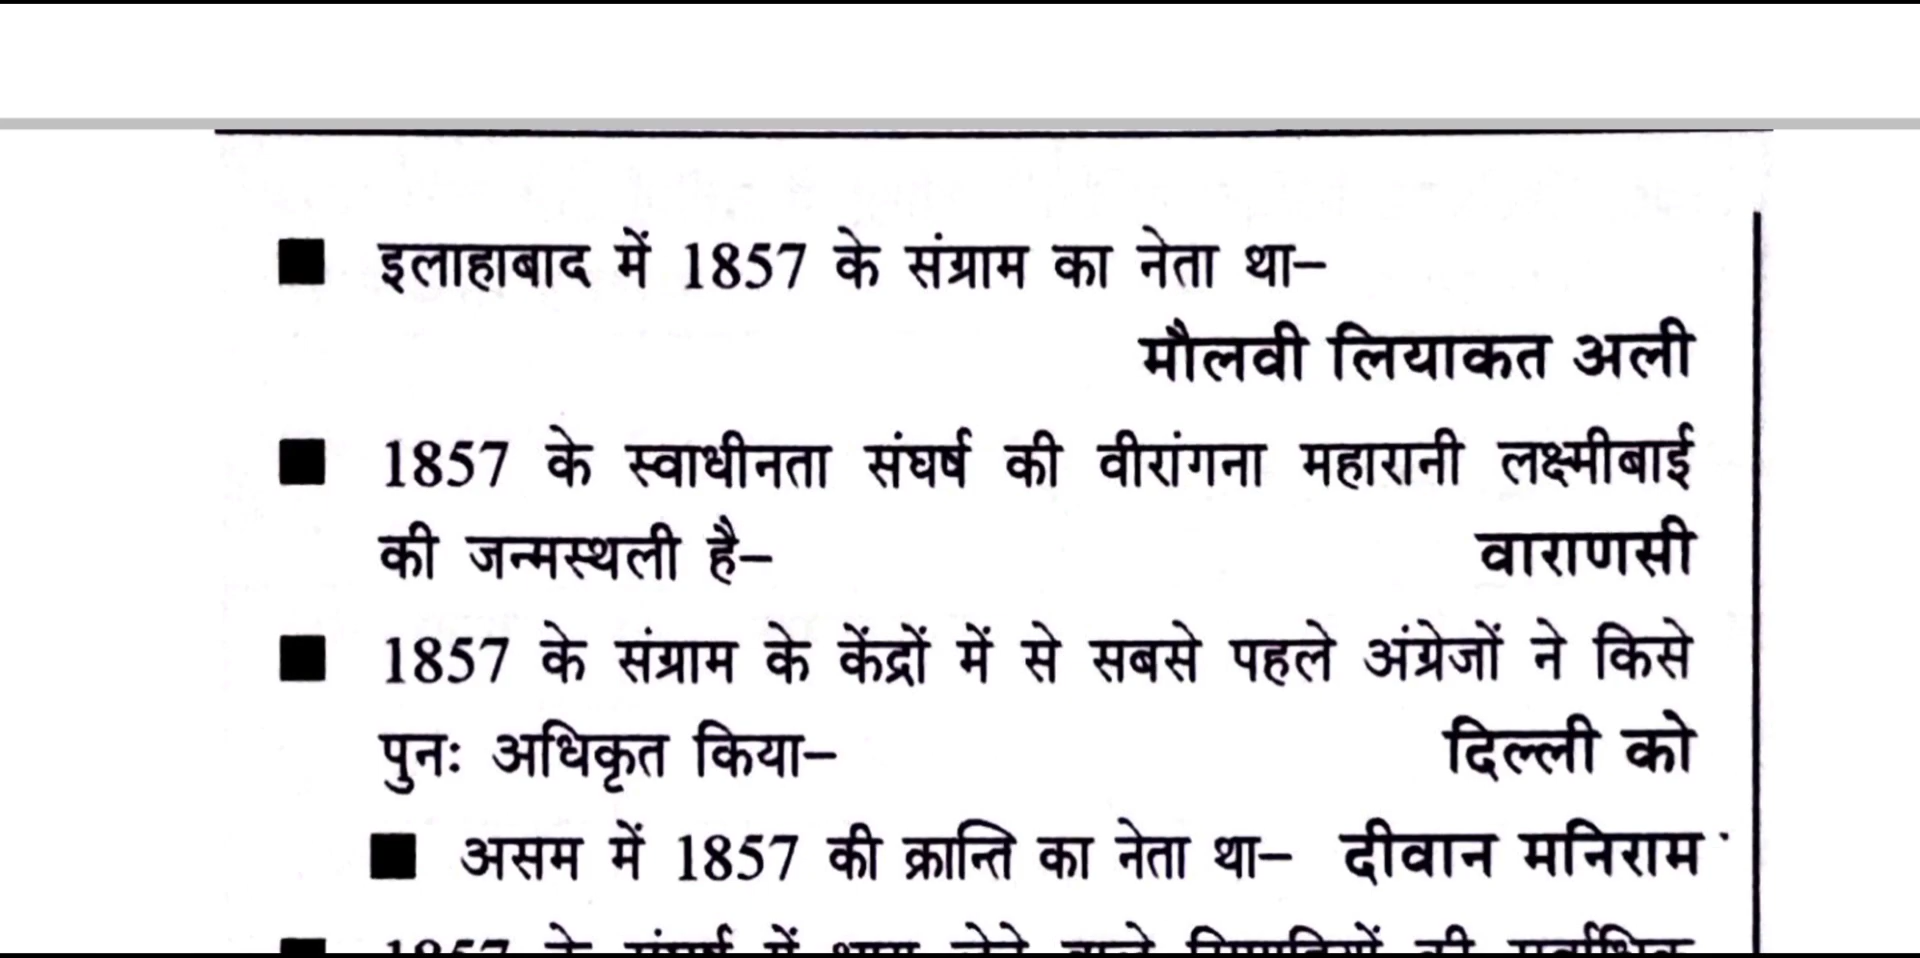 ■ इलाहाबाद में 1857 के संग्राम का नेता था–
मौलवी लियाकत अली
■ 1857 के स्वाधीनता संघर्ष की वीरांगना महारानी लक्ष्मीबाई
की जन्मस्थली है– वाराणसी
■ 1857 के संग्राम के केंद्रों में से सबसे पहले अंग्रेजों ने किसे
पुनः अधिकृत किया– दिल्ली को
■ असम में 1857 की क्रान्ति का नेता था– दीवान मनिराम